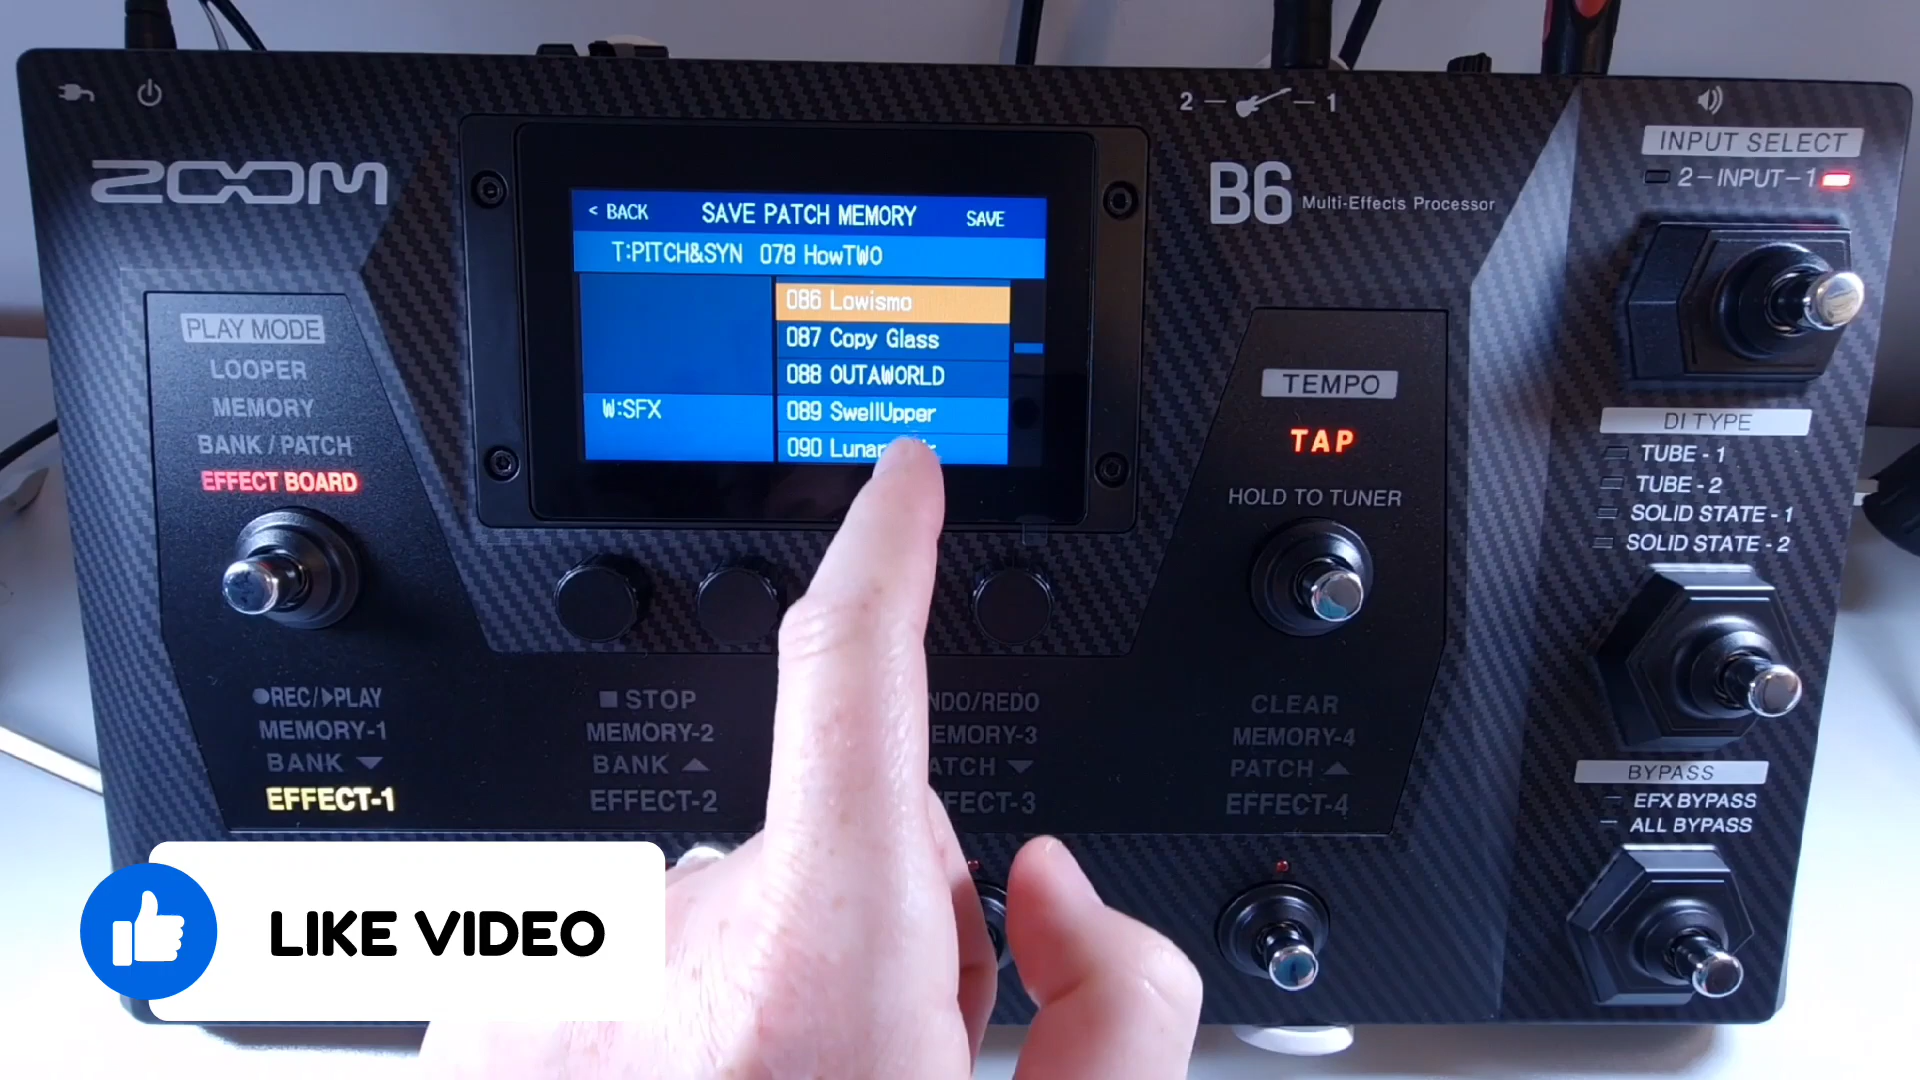 2 — — 1
ZOOM
B6 Multi-Effects Processor
INPUT SELECT
2 – INPUT – 1
< BACK SAVE PATCH MEMORY SAVE
T:PITCH&SYN 078 HowTWO
086 Lowismo
087 Copy Glass
088 OUTAWORLD
W:SFX
089 SwellUpper
090
PLAY MODE
LOOPER
MEMORY
BANK / PATCH
EFFECT BOARD
TEMPO
TAP
HOLD TO TUNER
DI TYPE
TUBE - 1
TUBE - 2
SOLID STATE - 1
SOLID STATE - 2
●REC/▶PLAY
MEMORY-1
BANK ▼
EFFECT-1
■ STOP
MEMORY-2
BANK ▲
EFFECT-2
NDO/REDO
EMORY-3
ATCH ▼
FECT-3
CLEAR
MEMORY-4
PATCH ▲
EFFECT-4
BYPASS
EFX BYPASS
ALL BYPASS
LIKE VIDEO